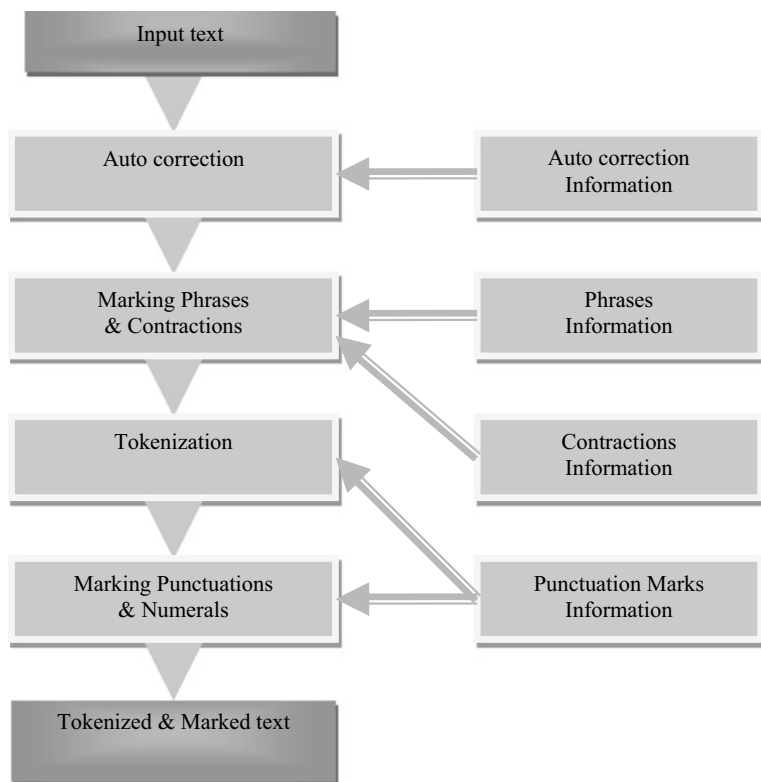 Input text
Auto correction
Auto correction
Information
Marking Phrases
& Contractions
Phrases
Information
Tokenization
Contractions
Information
Marking Punctuations
& Numerals
Punctuation Marks
Information
Tokenized & Marked text